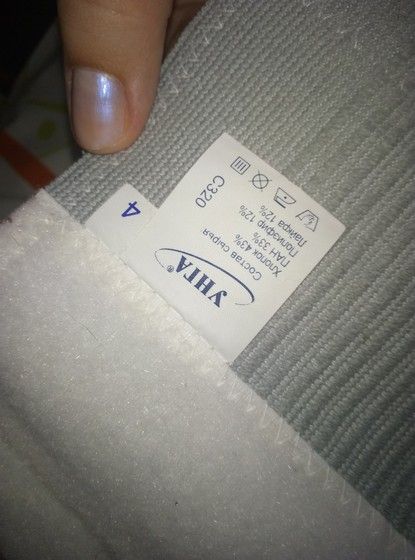 УНГА®
Состав сырья
Хлопок 43%
ПАН 33%
Полиэфир 12%
Лайкра 12%
С320
4